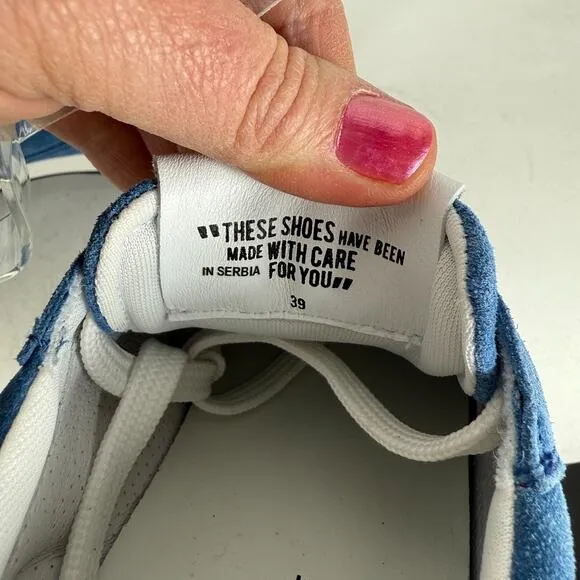 "THESE SHOES HAVE BEEN
MADE WITH CARE
IN SERBIA FOR YOU"
39